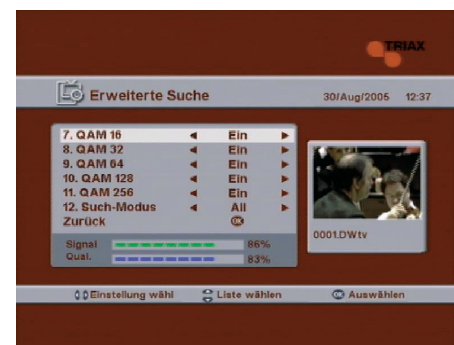 TRIAX
Erweiterte Suche
30/Aug/2005 12:37
7. QAM 16 Ein
8. QAM 32 Ein
9. QAM 64 Ein
10. QAM 128 Ein
11. QAM 256 Ein
12. Such-Modus All
Zurück OK
Signal 86%
Qual. 83%
0001.DWtv
Einstellung wähl Liste wählen OK Auswählen